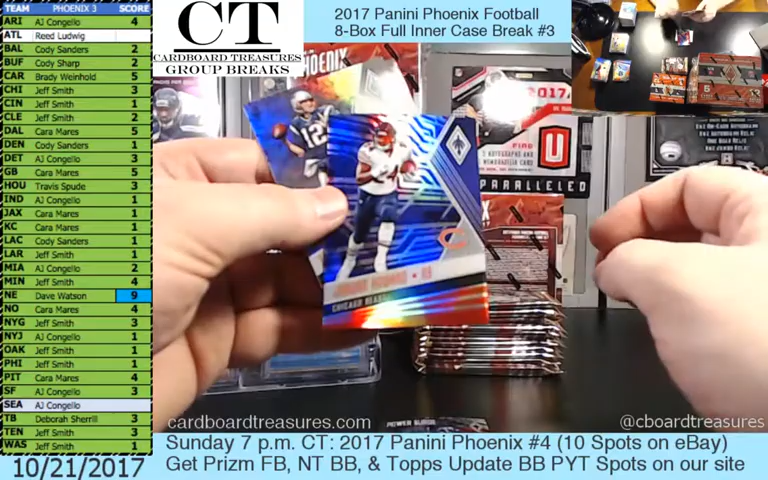 TEAM PHOENIX 3 SCORE
ARI AJ Congello 4
ATL Reed Ludwig
BAL Cody Sanders 2
BUF Cody Sharp 2
CAR Brady Weinhold 5
CHI Jeff Smith 3
CIN Jeff Smith 1
CLE Jeff Smith 2
DAL Cara Mares 5
DEN Cody Sanders 1
DET AJ Congello 3
GB Cara Mares 5
HOU Travis Spude 3
IND AJ Congello 1
JAX Cara Mares 1
KC Cara Mares 1
LAC Cody Sanders 1
LAR Jeff Smith 1
MIA AJ Congello 2
MIN Jeff Smith 4
NE Dave Watson 9
NO Cara Mares 4
NYG Jeff Smith 3
NYJ AJ Congello 1
OAK Jeff Smith 1
PHI Jeff Smith 1
PIT Cara Mares 4
SF AJ Congello 3
SEA AJ Congello
TB Deborah Sherrill 3
TEN Jeff Smith 3
WAS Jeff Smith 1
10/21/2017
CT
CARDBOARD TREASURES
GROUP BREAKS
2017 Panini Phoenix Football
8-Box Full Inner Case Break #3
PHOENIX
12
2017
FIND
U
PARALLELED
CHICAGO BEARS
cardboardtreasures.com
@cboardtreasures
Sunday 7 p.m. CT: 2017 Panini Phoenix #4 (10 Spots on eBay)
Get Prizm FB, NT BB, & Topps Update BB PYT Spots on our site